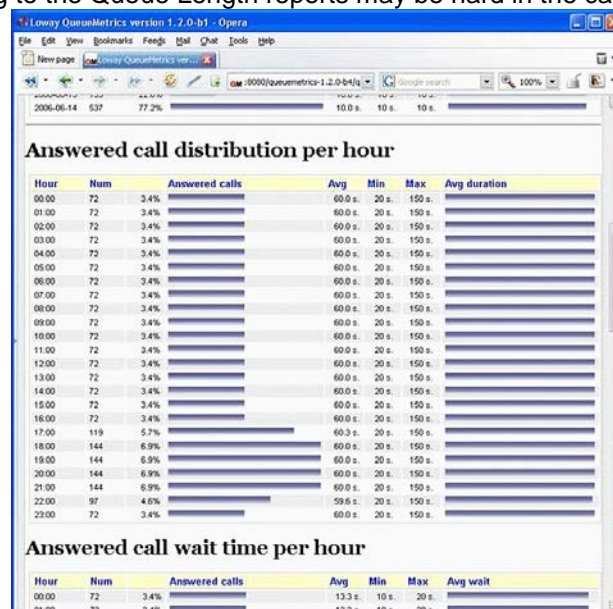 g to the Queue Length reports may be hard in the ca
Loway QueueMetrics version 1.2.0-b1 - Opera
File Edit View Bookmarks Feeds Mail Chat Tools Help
New page Loway QueueMetrics ver...
:8080/queuemetrics-1.2.0-b4/q Google search 100%
2006-06-14 537 77.2% 10.0 s. 10 s. 10 s.
Answered call distribution per hour
Hour Num Answered calls Avg Min Max Avg duration
00:00 72 3.4% 60.0 s. 20 s. 150 s.
01:00 72 3.4% 60.0 s. 20 s. 150 s.
02:00 72 3.4% 60.0 s. 20 s. 150 s.
03:00 72 3.4% 60.0 s. 20 s. 150 s.
04:00 72 3.4% 60.0 s. 20 s. 150 s.
05:00 72 3.4% 60.0 s. 20 s. 150 s.
06:00 72 3.4% 60.0 s. 20 s. 150 s.
07:00 72 3.4% 60.0 s. 20 s. 150 s.
08:00 72 3.4% 60.0 s. 20 s. 150 s.
09:00 72 3.4% 60.0 s. 20 s. 150 s.
10:00 72 3.4% 60.0 s. 20 s. 150 s.
11:00 72 3.4% 60.0 s. 20 s. 150 s.
12:00 72 3.4% 60.0 s. 20 s. 150 s.
13:00 72 3.4% 60.0 s. 20 s. 150 s.
14:00 72 3.4% 60.0 s. 20 s. 150 s.
15:00 72 3.4% 60.0 s. 20 s. 150 s.
16:00 72 3.4% 60.0 s. 20 s. 150 s.
17:00 119 5.7% 60.3 s. 20 s. 150 s.
18:00 144 6.9% 60.0 s. 20 s. 150 s.
19:00 144 6.9% 60.0 s. 20 s. 150 s.
20:00 144 6.9% 60.0 s. 20 s. 150 s.
21:00 144 6.9% 60.0 s. 20 s. 150 s.
22:00 97 4.6% 59.6 s. 20 s. 150 s.
23:00 72 3.4% 60.0 s. 20 s. 150 s.
Answered call wait time per hour
Hour Num Answered calls Avg Min Max Avg wait
00:00 72 3.4% 13.3 s. 10 s. 20 s.